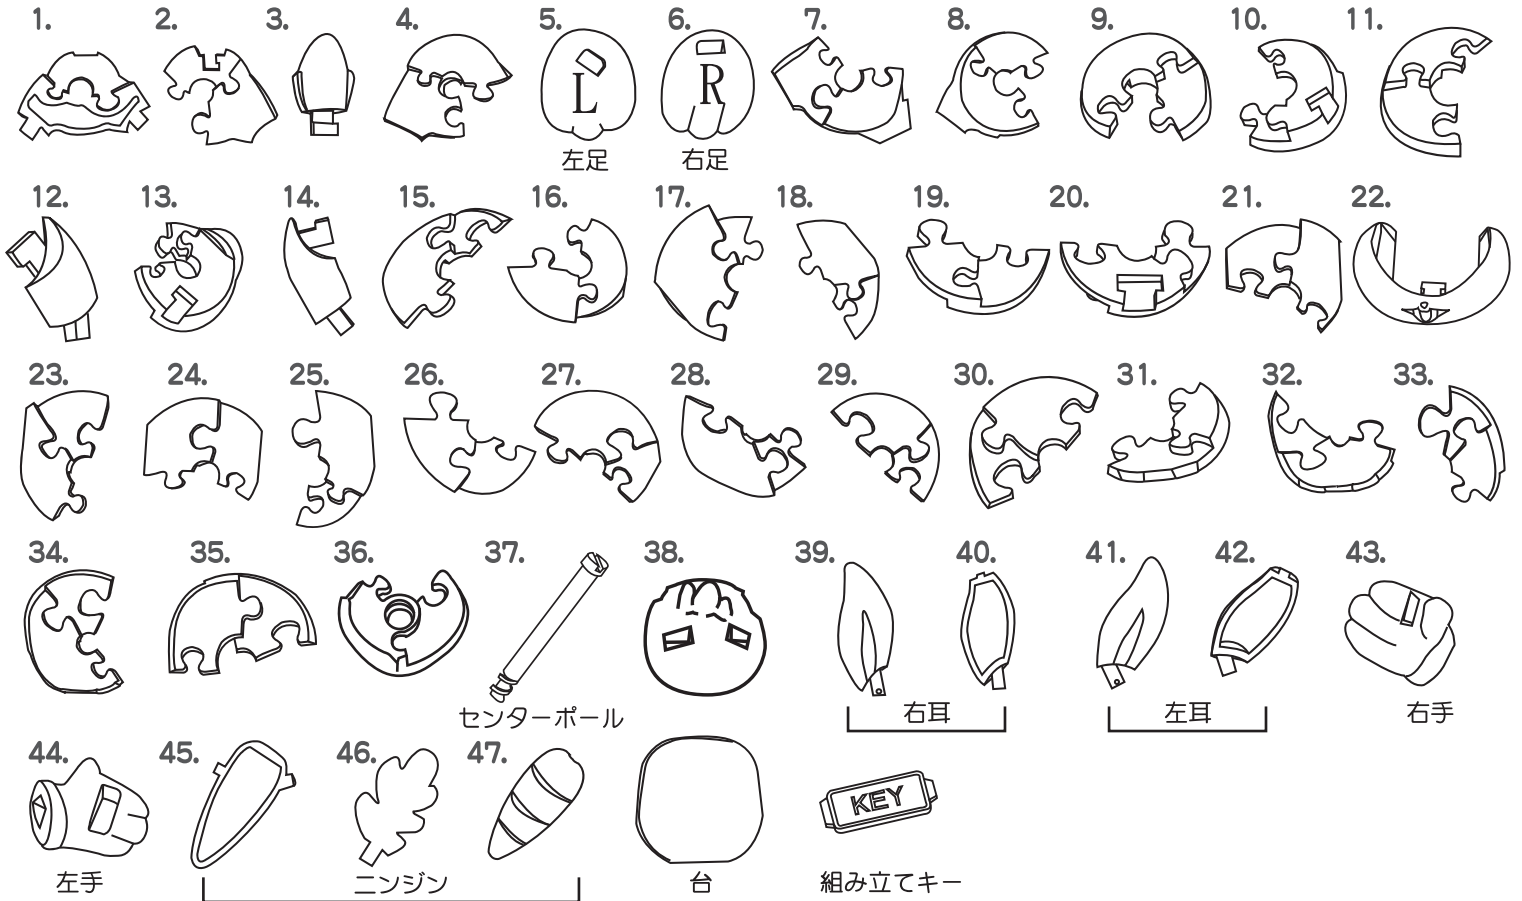 1. 2. 3. 4. 5. 6. 7. 8. 9. 10. 11.
L R
左足 右足
12. 13. 14. 15. 16. 17. 18. 19. 20. 21. 22.
23. 24. 25. 26. 27. 28. 29. 30. 31. 32. 33.
34. 35. 36. 37. 38. 39. 40. 41. 42. 43.
センターポール 右耳 左耳 右手
44. 45. 46. 47.
KEY
左手 ニンジン 台 組み立てキー